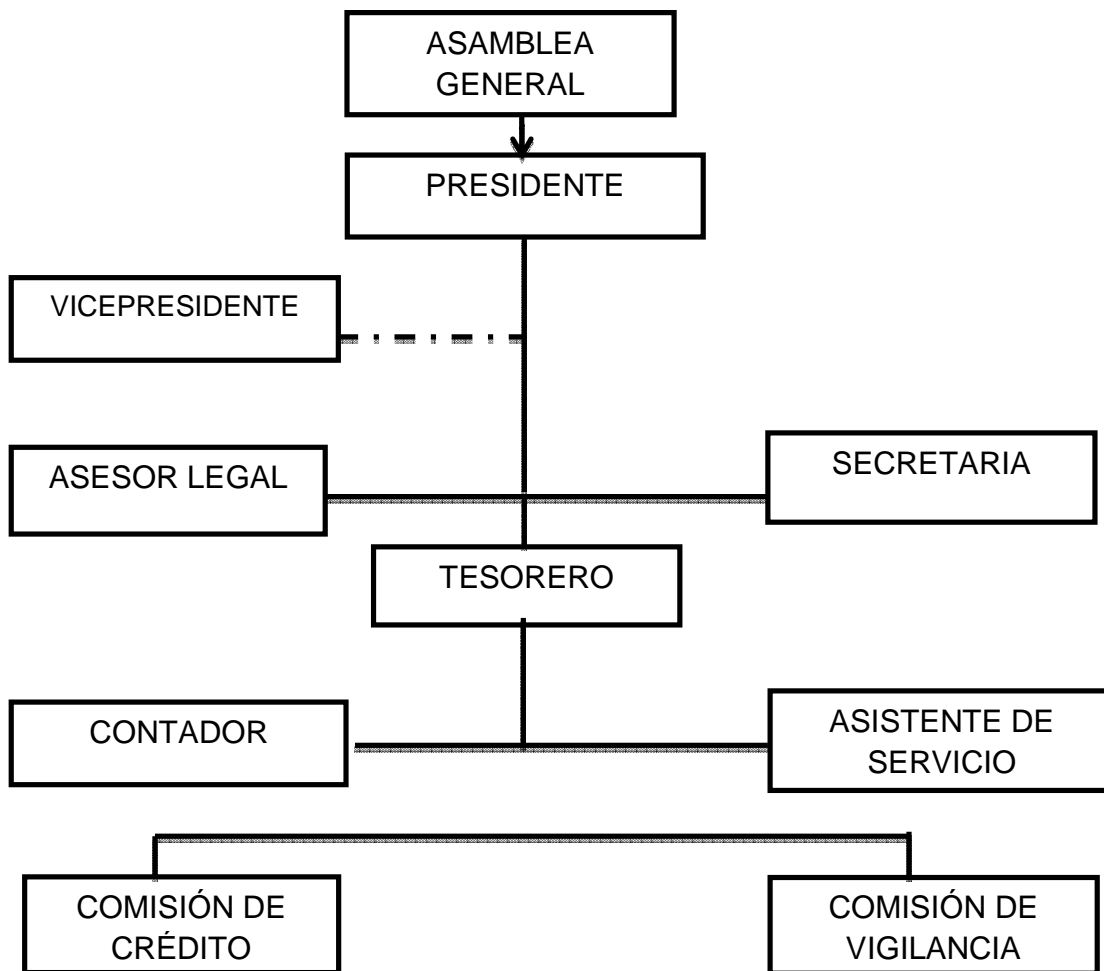 ASAMBLEA
GENERAL
PRESIDENTE
VICEPRESIDENTE
ASESOR LEGAL
SECRETARIA
TESORERO
CONTADOR
ASISTENTE DE
SERVICIO
COMISIÓN DE
CRÉDITO
COMISIÓN DE
VIGILANCIA